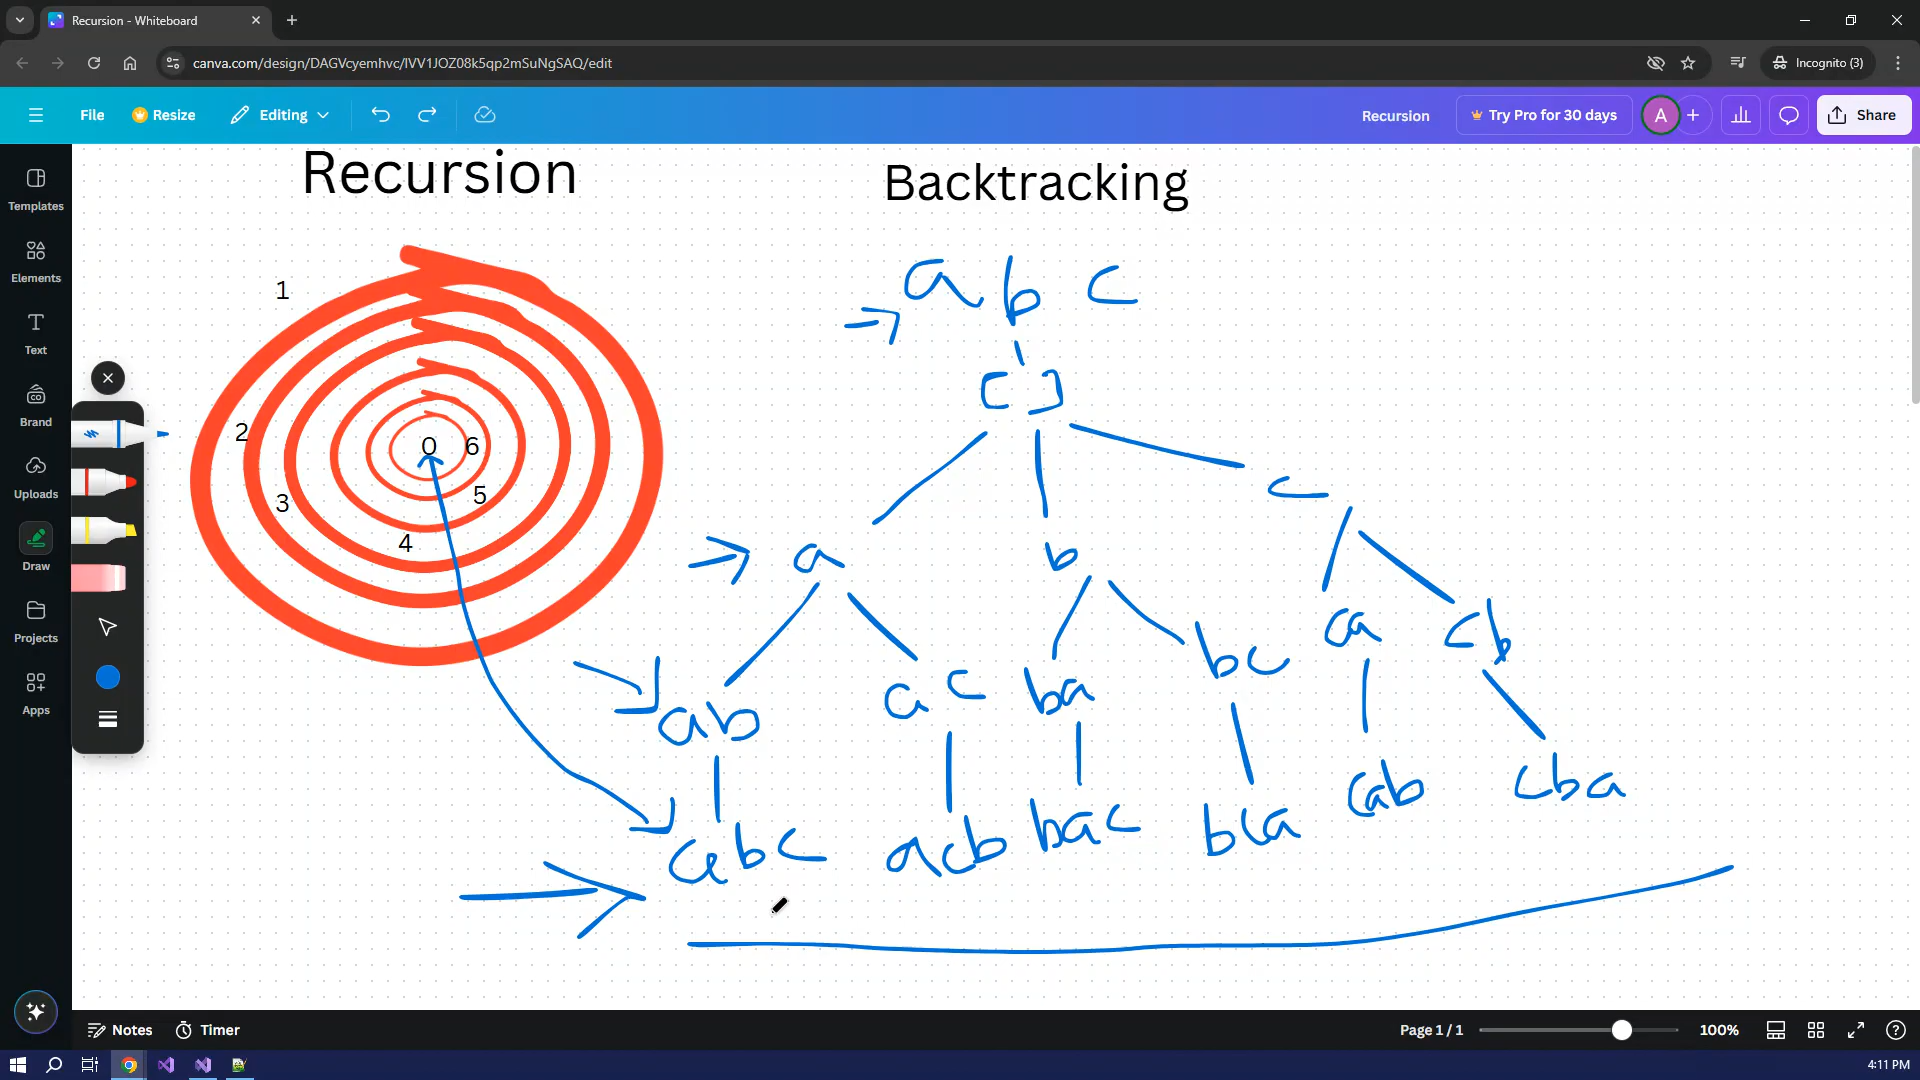 Recursion - Whiteboard
canva.com/design/DAGVcyemhvc/IVV1JOZ08k5qp2mSuNgSAQ/edit
Incognito (3)
File
Resize
Editing
Recursion
Try Pro for 30 days
A
Share
Templates
Elements
Text
Brand
Uploads
Draw
Projects
Apps
Recursion
1
2
3
4
5
0 6
Backtracking
a b c
[ ]
a b c
ab ac ba bc ca cb
abc acb bac bca cab cba
Notes
Timer
Page 1 / 1
100%
4:11 PM